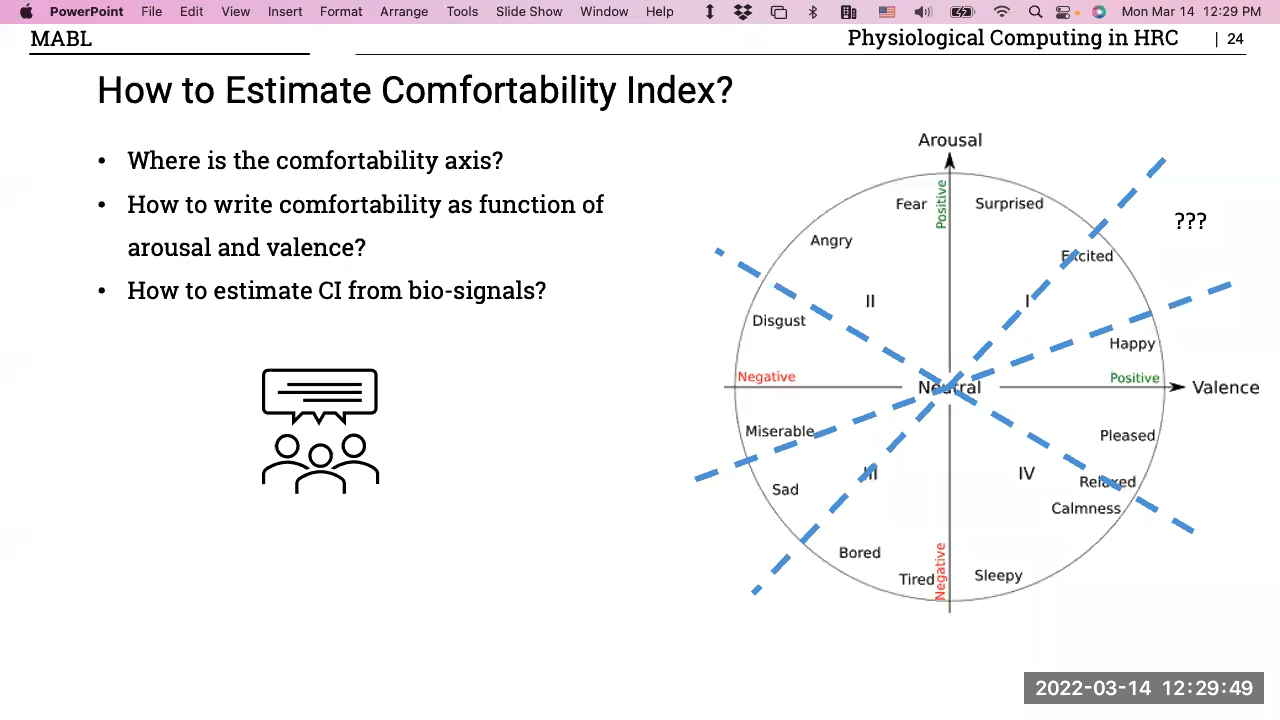 PowerPoint File Edit View Insert Format Arrange Tools Slide Show Window Help Mon Mar 14 12:29 PM
MABL
Physiological Computing in HRC | 24
How to Estimate Comfortability Index?
• Where is the comfortability axis?
• How to write comfortability as function of
arousal and valence?
• How to estimate CI from bio-signals?
Arousal
Positive
Fear
Surprised
???
Angry
Excited
II
I
Disgust
Happy
Negative
Positive
Neutral
Valence
Miserable
Pleased
III
IV
Sad
Relaxed
Calmness
Bored
Negative
Tired
Sleepy
2022-03-14 12:29:49